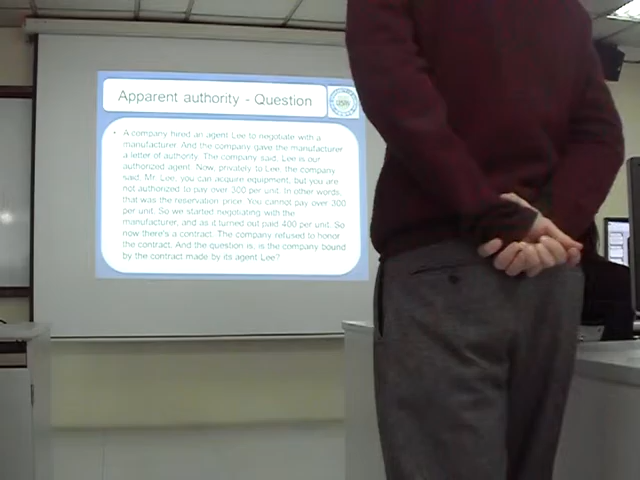 Apparent authority - Question
• A company hired an agent Lee to negotiate with a
manufacturer. And the company gave the manufacturer
a letter of authority. The company said, Lee is our
authorized agent. Now, privately to Lee, the company
said, Mr. Lee, you can acquire equipment, but you are
not authorized to pay over 300 per unit. In other words,
that was the reservation price. You cannot pay over 300
per unit. So we started negotiating with the
manufacturer, and as it turned out paid 400 per unit. So
now there's a contract. The company refused to honor
the contract. And the question is, is the company bound
by the contract made by its agent Lee?